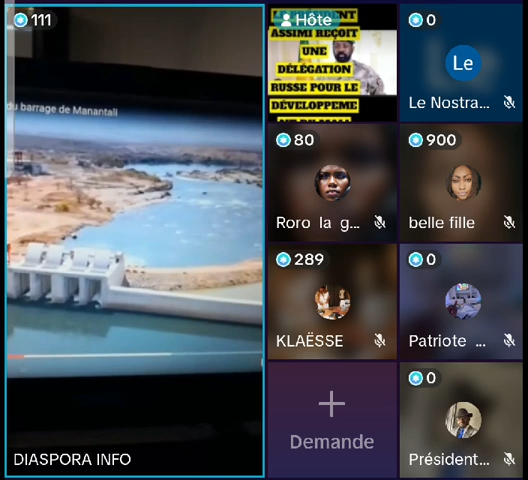 111
du barrage de Manantali
DIASPORA INFO
Hôte
ASSIMI REÇOIT
UNE
DÉLÉGATION
RUSSE POUR LE
DÉVELOPPEME
0
Le
Le Nostra...
80
Roro la g...
900
belle fille
289
KLAËSSE
0
Patriote ...
Demande
0
Président...